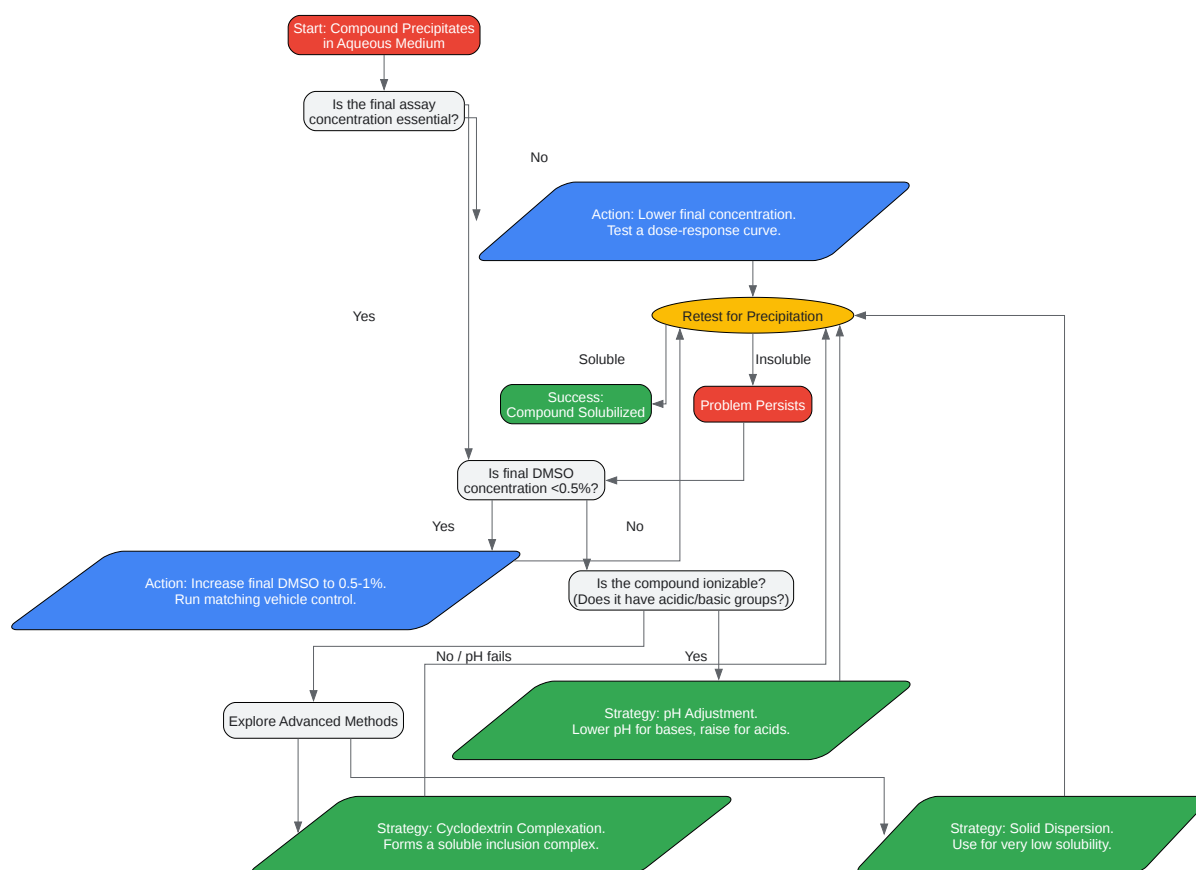 Start: Compound Precipitates
in Aqueous Medium
Is the final assay
concentration essential?
No
Action: Lower final concentration.
Test a dose-response curve.
Yes
Retest for Precipitation
Soluble
Insoluble
Success:
Compound Solubilized
Problem Persists
Is final DMSO
concentration <0.5%?
Yes
No
Action: Increase final DMSO to 0.5-1%.
Run matching vehicle control.
Is the compound ionizable?
(Does it have acidic/basic groups?)
No / pH fails
Yes
Strategy: pH Adjustment.
Lower pH for bases, raise for acids.
Explore Advanced Methods
Strategy: Cyclodextrin Complexation.
Forms a soluble inclusion complex.
Strategy: Solid Dispersion.
Use for very low solubility.